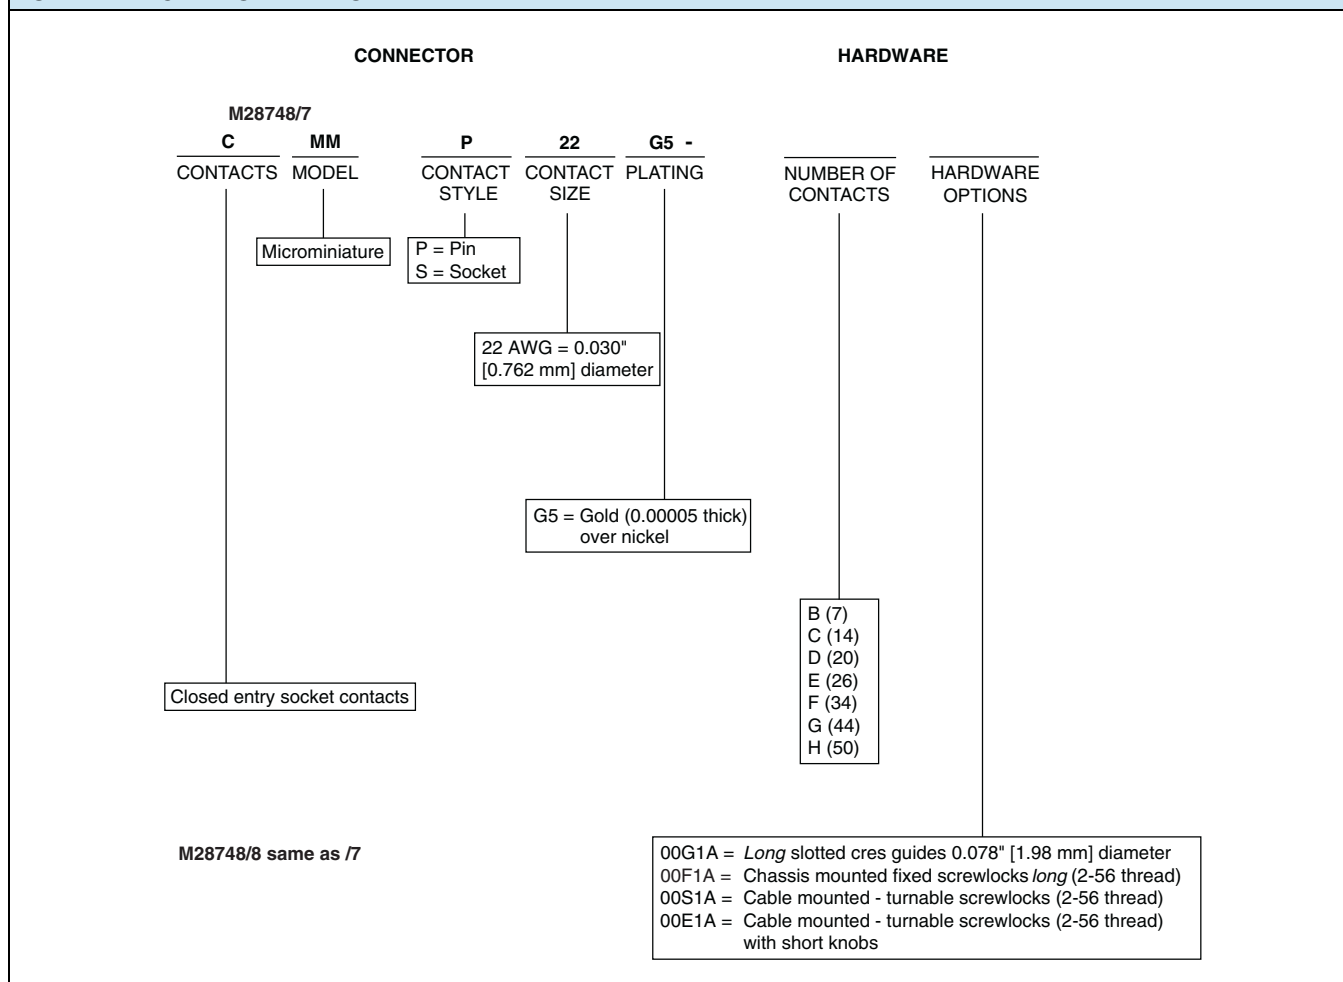 CONNECTOR
HARDWARE
M28748/7
C MM P 22 G5 -
CONTACTS
MODEL
CONTACT
STYLE
CONTACT
SIZE
PLATING
NUMBER OF
CONTACTS
HARDWARE
OPTIONS
Microminiature
P = Pin
S = Socket
22 AWG = 0.030"
[0.762 mm] diameter
G5 = Gold (0.00005 thick)
over nickel
B (7)
C (14)
D (20)
E (26)
F (34)
G (44)
H (50)
Closed entry socket contacts
M28748/8 same as /7
00G1A = Long slotted cres guides 0.078" [1.98 mm] diameter
00F1A = Chassis mounted fixed screwlocks long (2-56 thread)
00S1A = Cable mounted - turnable screwlocks (2-56 thread)
00E1A = Cable mounted - turnable screwlocks (2-56 thread)
with short knobs